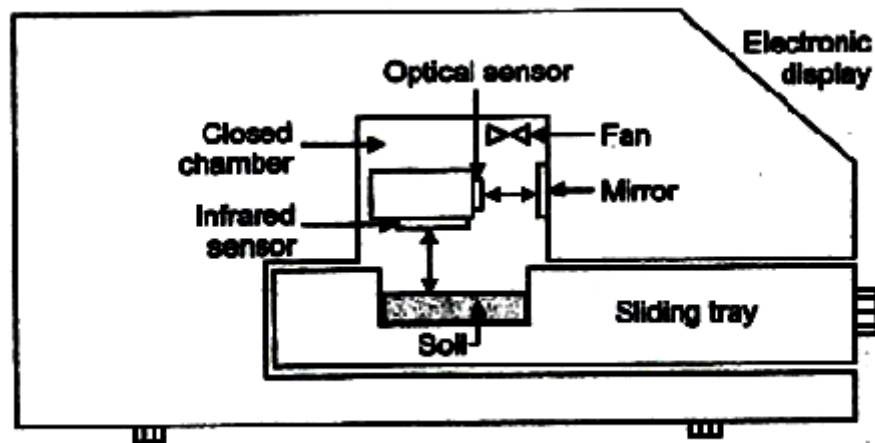 Electronic
display
Optical sensor
Closed
chamber
Fan
Mirror
Infrared
sensor
Sliding tray
Soil